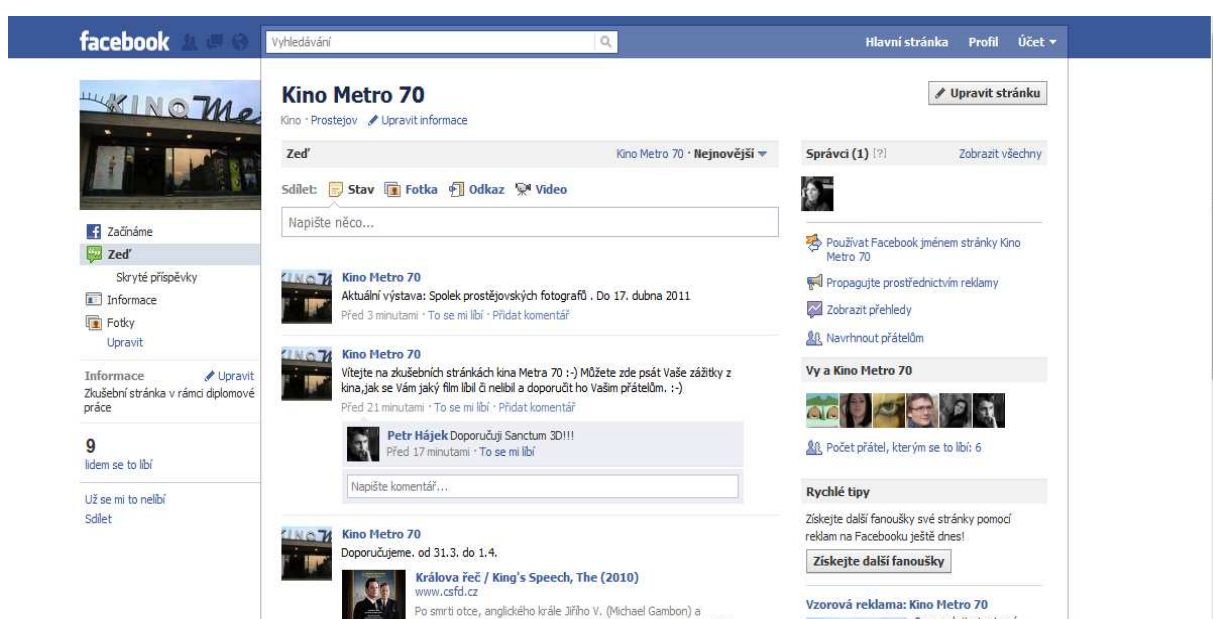 facebook
Vyhledávání
Hlavní stránka Profil Účet
KINO Me
Začínáme
Zeď
Skryté příspěvky
Informace
Fotky
Upravit
Informace Upravit
Zkušební stránka v rámci diplomové
práce
9
lidem se to líbí
Už se mi to nelíbí
Sdílet
Kino Metro 70
Kino · Prostejov Upravit informace
Zeď Kino Metro 70 · Nejnovější
Sdílet: Stav Fotka Odkaz Video
Napište něco...
Kino Metro 70
Aktuální výstava: Spolek prostějovských fotografů . Do 17. dubna 2011
Před 3 minutami · To se mi líbí · Přidat komentář
Kino Metro 70
Vítejte na zkušebních stránkách kina Metra 70 :-) Můžete zde psát Vaše zážitky z
kina,jak se Vám jaký film líbil či nelibil a doporučit ho Vašim přátelům. :-)
Před 21 minutami · To se mi líbí · Přidat komentář
Petr Hájek Doporučuji Sanctum 3D!!!
Před 17 minutami · To se mi líbí
Napište komentář...
Kino Metro 70
Doporučujeme. od 31.3. do 1.4.
Králova řeč / King's Speech, The (2010)
www.csfd.cz
Po smrti otce, anglického krále Jiřího V. (Michael Gambon) a
Upravit stránku
Správci (1) [?] Zobrazit všechny
Používat Facebook jménem stránky Kino
Metro 70
Propagujte prostřednictvím reklamy
Zobrazit přehledy
Navrhnout přátelům
Vy a Kino Metro 70
Počet přátel, kterým se to líbí: 6
Rychlé tipy
Získejte další fanoušky své stránky pomocí
reklam na Facebooku ještě dnes!
Získejte další fanoušky
Vzorová reklama: Kino Metro 70